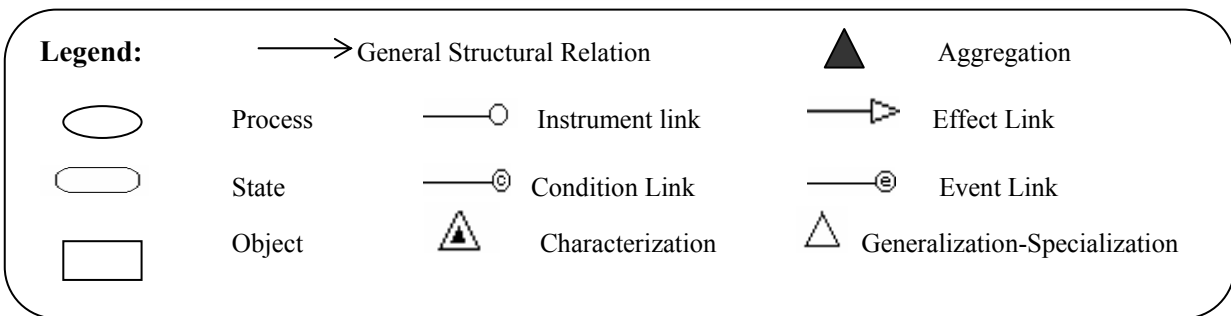 Legend: General Structural Relation Aggregation
Process Instrument link Effect Link
State c Condition Link e Event Link
Object Characterization Generalization-Specialization